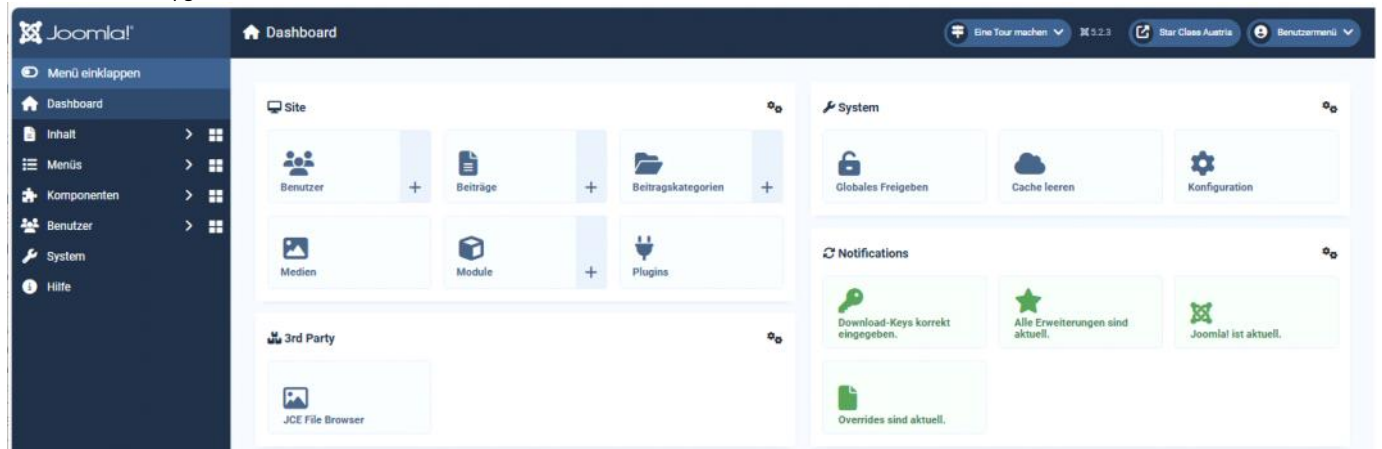 Joomla!
Dashboard
Eine Tour machen
5.2.3
Star Class Austria
Benutzermenü
Menü einklappen
Dashboard
Inhalt
Menüs
Komponenten
Benutzer
System
Hilfe
Site
Benutzer
+
Beiträge
+
Beitragskategorien
+
Medien
Module
+
Plugins
3rd Party
JCE File Browser
System
Globales Freigeben
Cache leeren
Konfiguration
Notifications
Download-Keys korrekt
eingegeben.
Alle Erweiterungen sind
aktuell.
Joomla! ist aktuell.
Overrides sind aktuell.